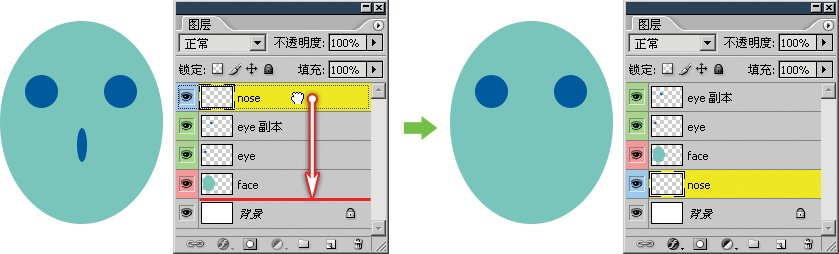 图层
正常
不透明度: 100%
锁定:
填充: 100%
nose
eye 副本
eye
face
背景
图层
正常
不透明度: 100%
锁定:
填充: 100%
eye 副本
eye
face
nose
背景